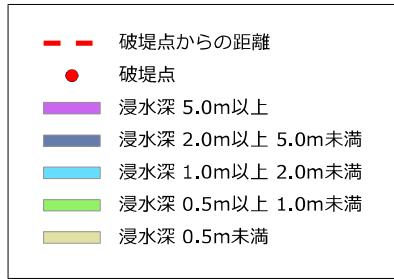 破堤点からの距離
破堤点
浸水深 5.0m以上
浸水深 2.0m以上 5.0m未満
浸水深 1.0m以上 2.0m未満
浸水深 0.5m以上 1.0m未満
浸水深 0.5m未満